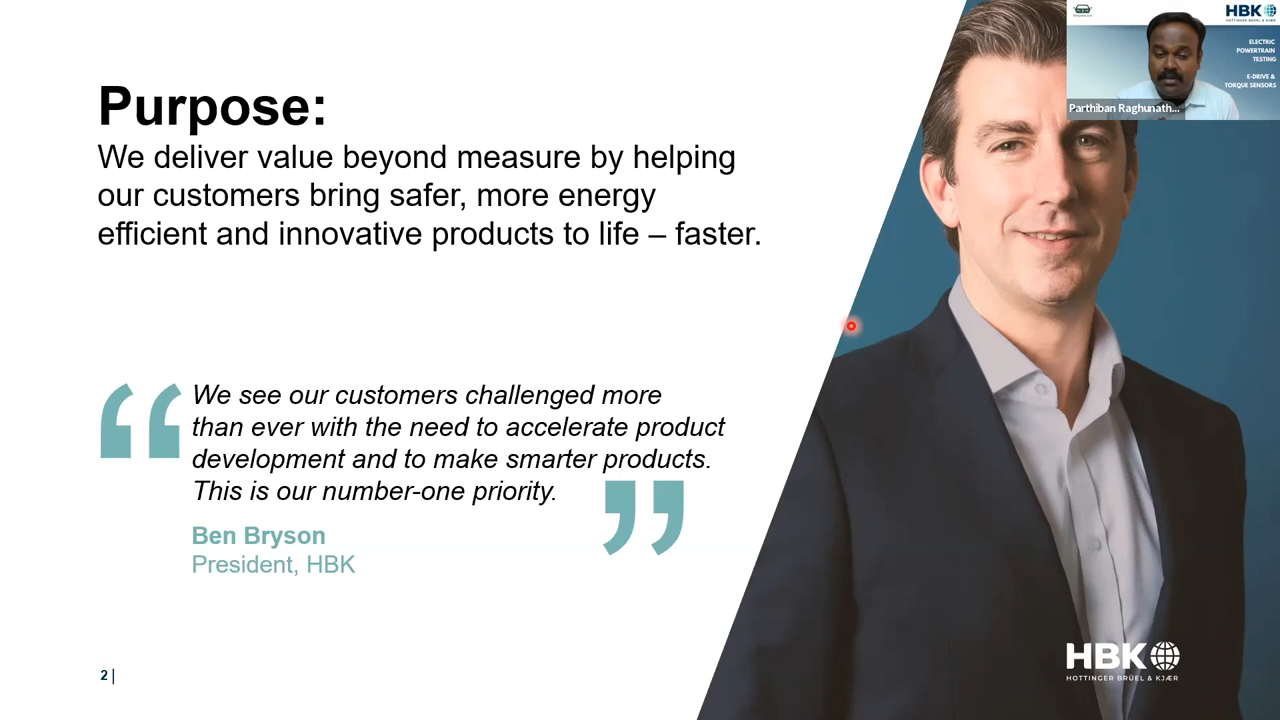 Purpose:
We deliver value beyond measure by helping
our customers bring safer, more energy
efficient and innovative products to life – faster.
“ We see our customers challenged more
than ever with the need to accelerate product
development and to make smarter products.
This is our number-one priority. ”
Ben Bryson
President, HBK
2 |
HBK
HOTTINGER BRÜEL & KJÆR
ELECTRIC
POWERTRAIN
TESTING
E-DRIVE &
TORQUE SENSORS
Parthiban Raghunath...
HBK
HOTTINGER BRÜEL & KJÆR